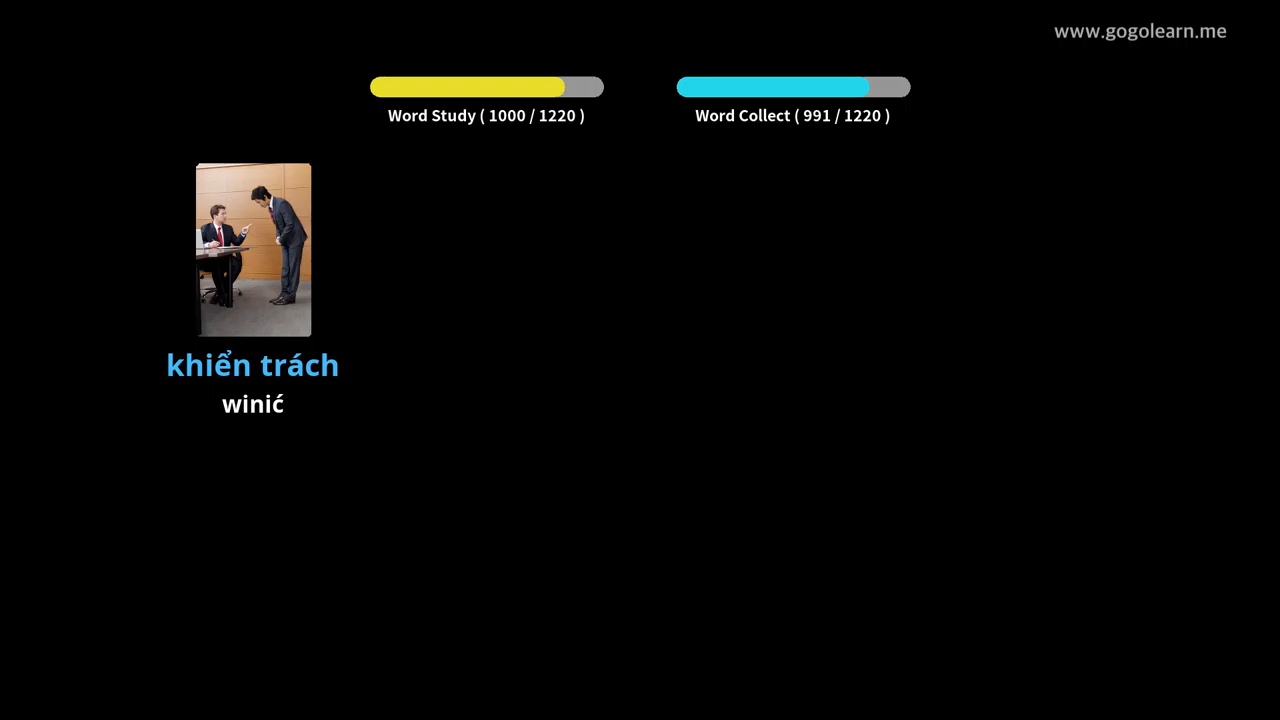 www.gogolearn.me
Word Study ( 1000 / 1220 )
Word Collect ( 991 / 1220 )
khiển trách
winić